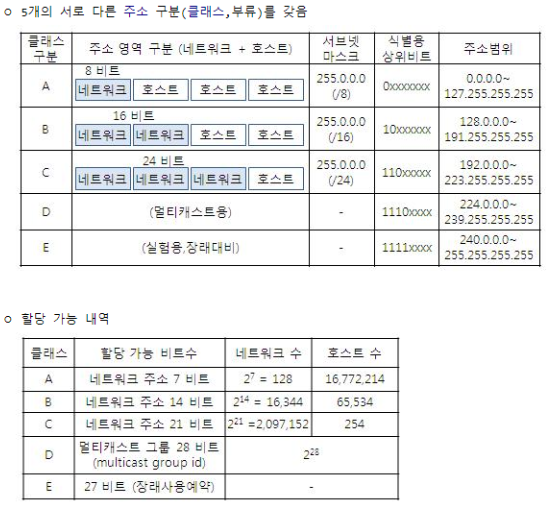 ○ 5개의 서로 다른 주소 구분(클래스,부류)를 갖음
클래스 구분 주소 영역 구분 (네트워크 + 호스트) 서브넷 마스크 식별용 상위비트 주소범위
8 비트
A 네트워크 호스트 호스트 호스트 255.0.0.0 (/8) 0xxxxxxx 0.0.0.0~ 127.255.255.255
16 비트
B 네트워크 네트워크 호스트 호스트 255.0.0.0 (/16) 10xxxxxx 128.0.0.0~ 191.255.255.255
24 비트
C 네트워크 네트워크 네트워크 호스트 255.0.0.0 (/24) 110xxxxx 192.0.0.0~ 223.255.255.255
D (멀티캐스트용) - 1110xxxx 224.0.0.0~ 239.255.255.255
E (실험용,장래대비) - 1111xxxx 240.0.0.0~ 255.255.255.255
○ 할당 가능 내역
클래스 할당 가능 비트수 네트워크 수 호스트 수
A 네트워크 주소 7 비트 2⁷ = 128 16,772,214
B 네트워크 주소 14 비트 2¹⁴ = 16,344 65,534
C 네트워크 주소 21 비트 2²¹ =2,097,152 254
D 멀티캐스트 그룹 28 비트 (multicast group id) 2²⁸
E 27 비트 (장래사용예약) -